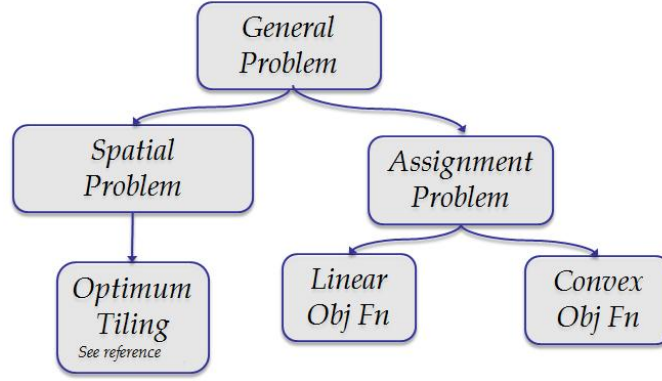 General
Problem
Spatial
Problem
Assignment
Problem
Optimum
Tiling
See reference
Linear
Obj Fn
Convex
Obj Fn